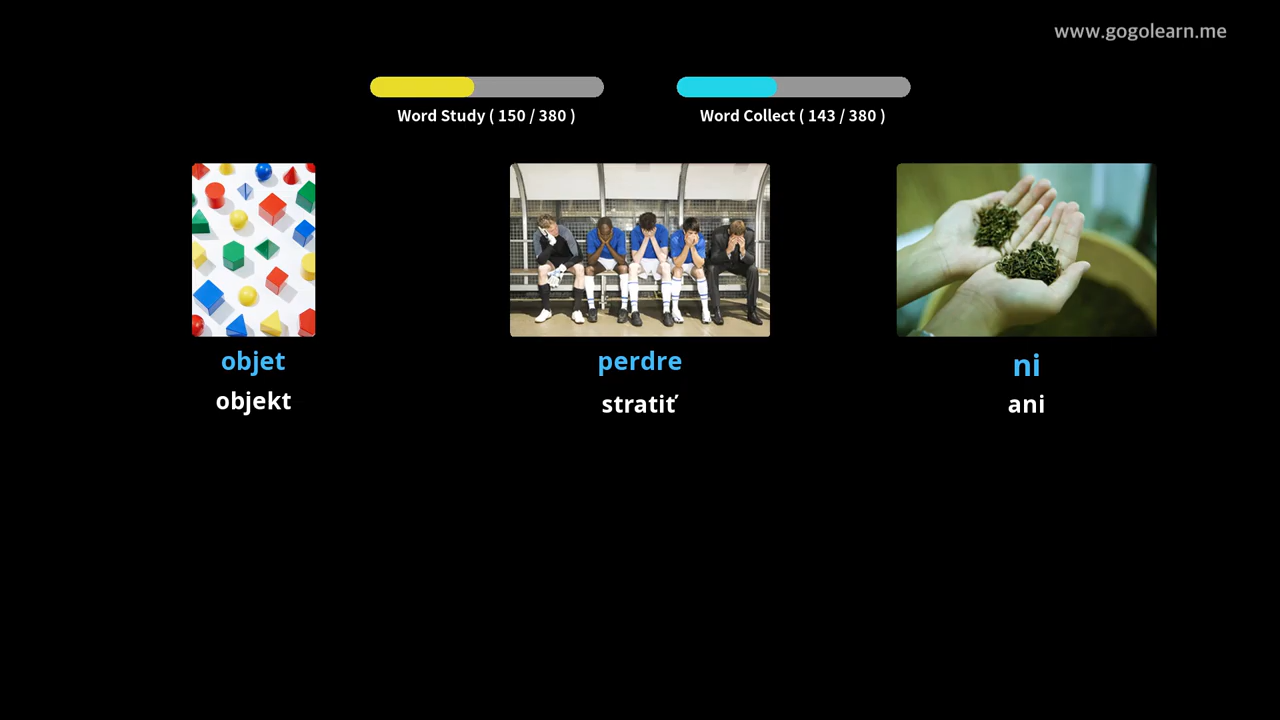 www.gogolearn.me
Word Study ( 150 / 380 )
Word Collect ( 143 / 380 )
objet
objekt
perdre
stratiť
ni
ani